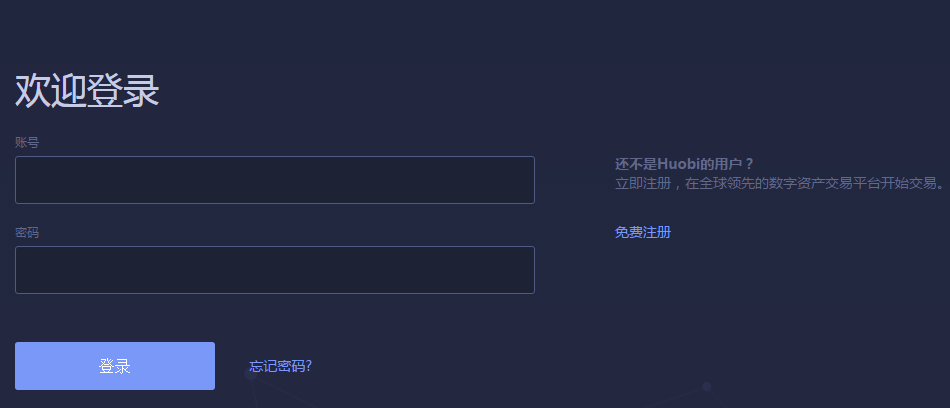 欢迎登录
账号
还不是Huobi的用户？
立即注册，在全球领先的数字资产交易平台开始交易。
密码
免费注册
登录
忘记密码?